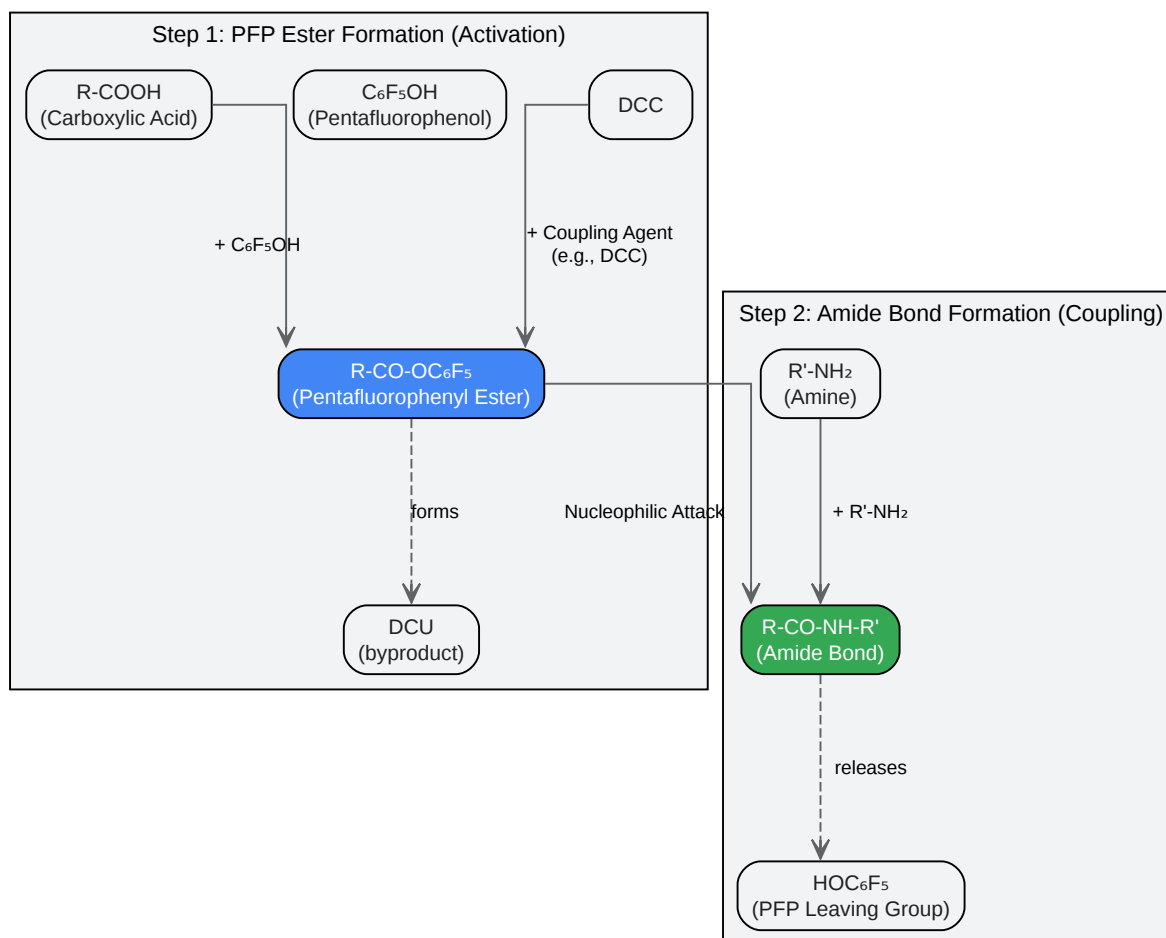 Step 1: PFP Ester Formation (Activation)
R-COOH
(Carboxylic Acid)
C₆F₅OH
(Pentafluorophenol)
DCC
+ C₆F₅OH
+ Coupling Agent
(e.g., DCC)
R-CO-OC₆F₅
(Pentafluorophenyl Ester)
forms
DCU
(byproduct)
Step 2: Amide Bond Formation (Coupling)
R'-NH₂
(Amine)
Nucleophilic Attack
+ R'-NH₂
R-CO-NH-R'
(Amide Bond)
releases
HOC₆F₅
(PFP Leaving Group)